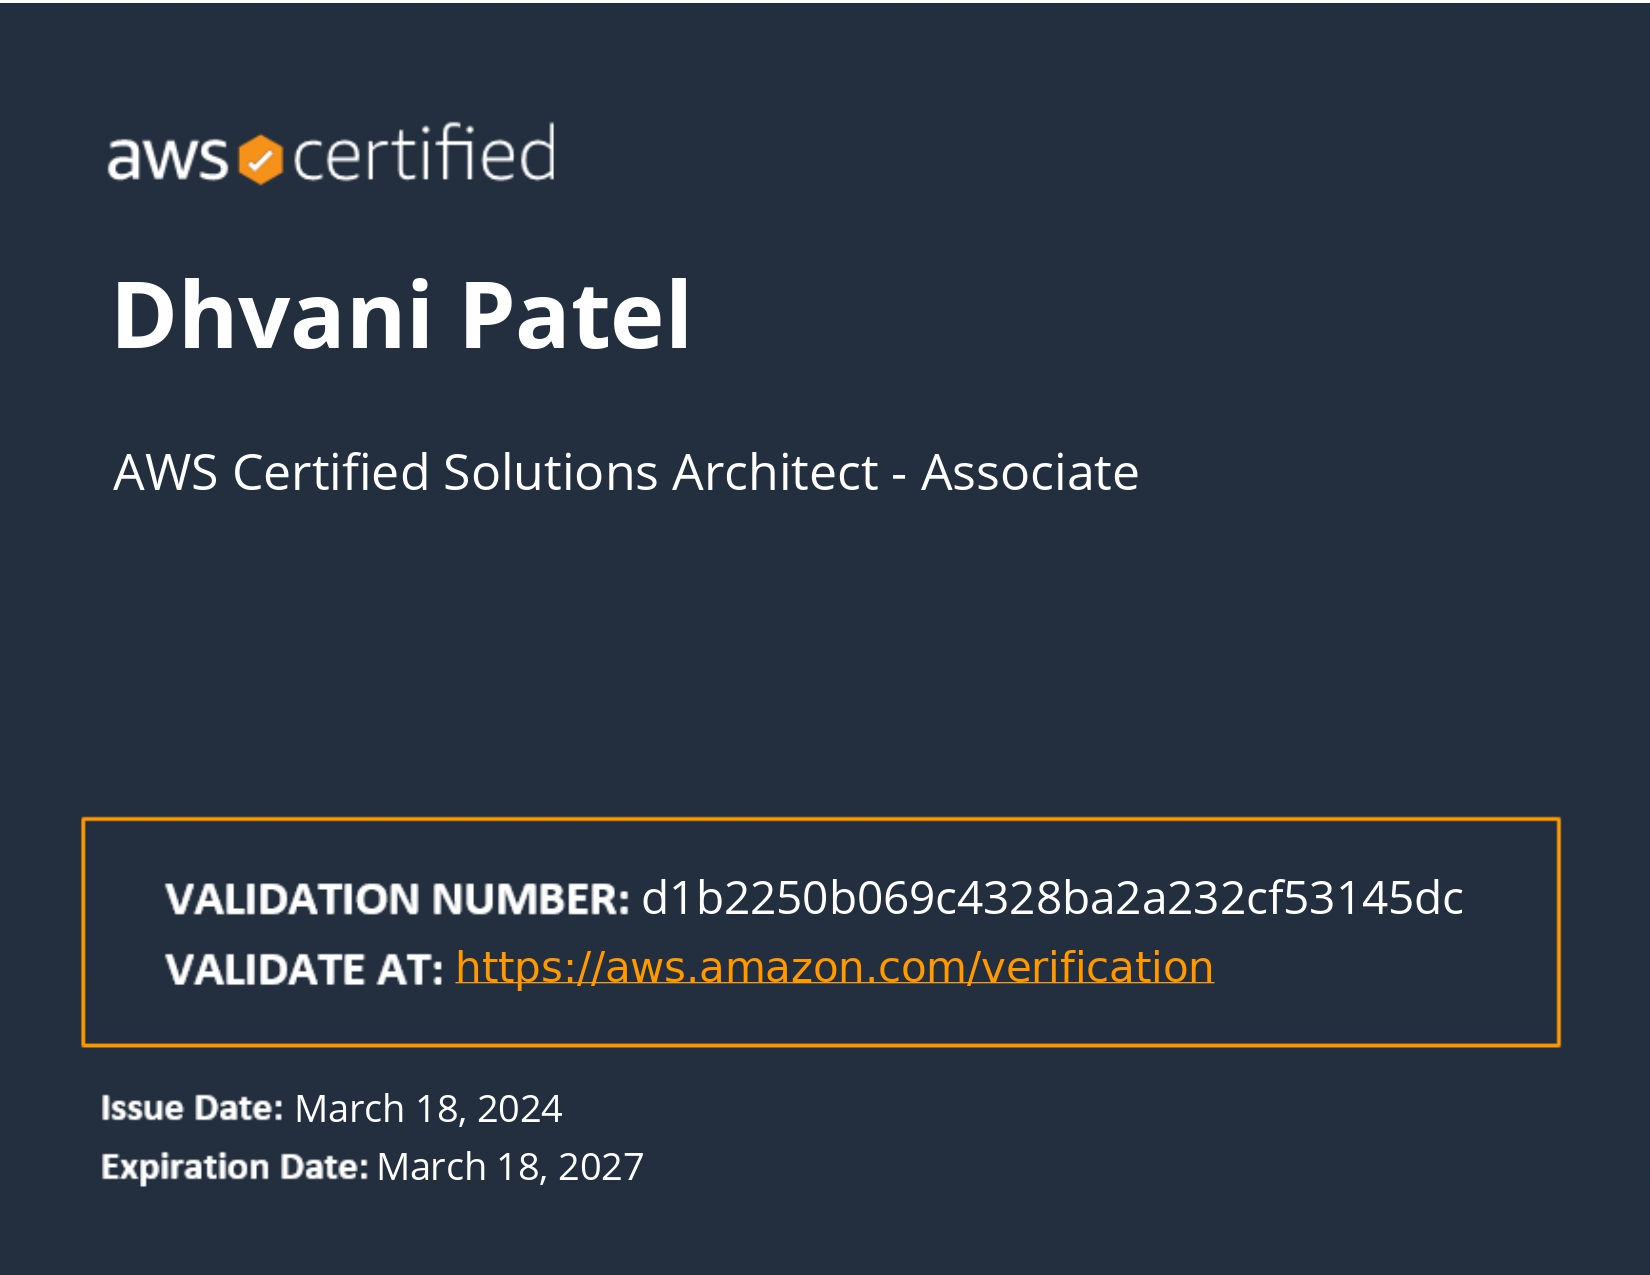 aws certified
Dhvani Patel
AWS Certified Solutions Architect - Associate
VALIDATION NUMBER: d1b2250b069c4328ba2a232cf53145dc
VALIDATE AT: https://aws.amazon.com/verification
Issue Date: March 18, 2024
Expiration Date: March 18, 2027